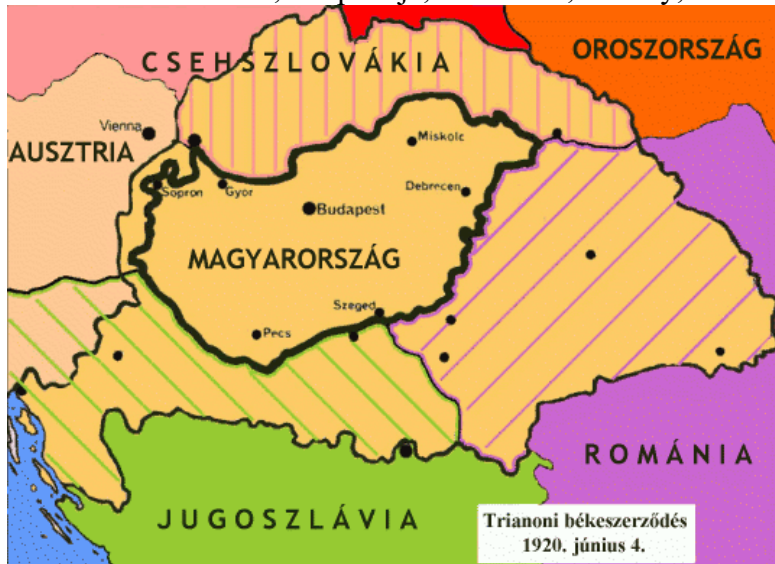 OROSZORSZÁG
CSEHSZLOVÁKIA
Vienna
Miskolc
AUSZTRIA
Sopron
Gyor
Debrecen
Budapest
MAGYARORSZÁG
Szeged
Pecs
ROMÁNIA
JUGOSZLÁVIA
Trianoni békeszerződés
1920. június 4.